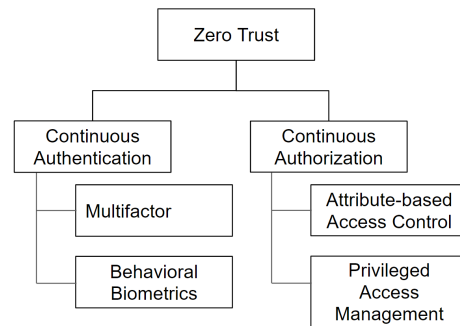 Zero Trust
Continuous
Authentication
Continuous
Authorization
Multifactor
Attribute-based
Access Control
Behavioral
Biometrics
Privileged
Access
Management